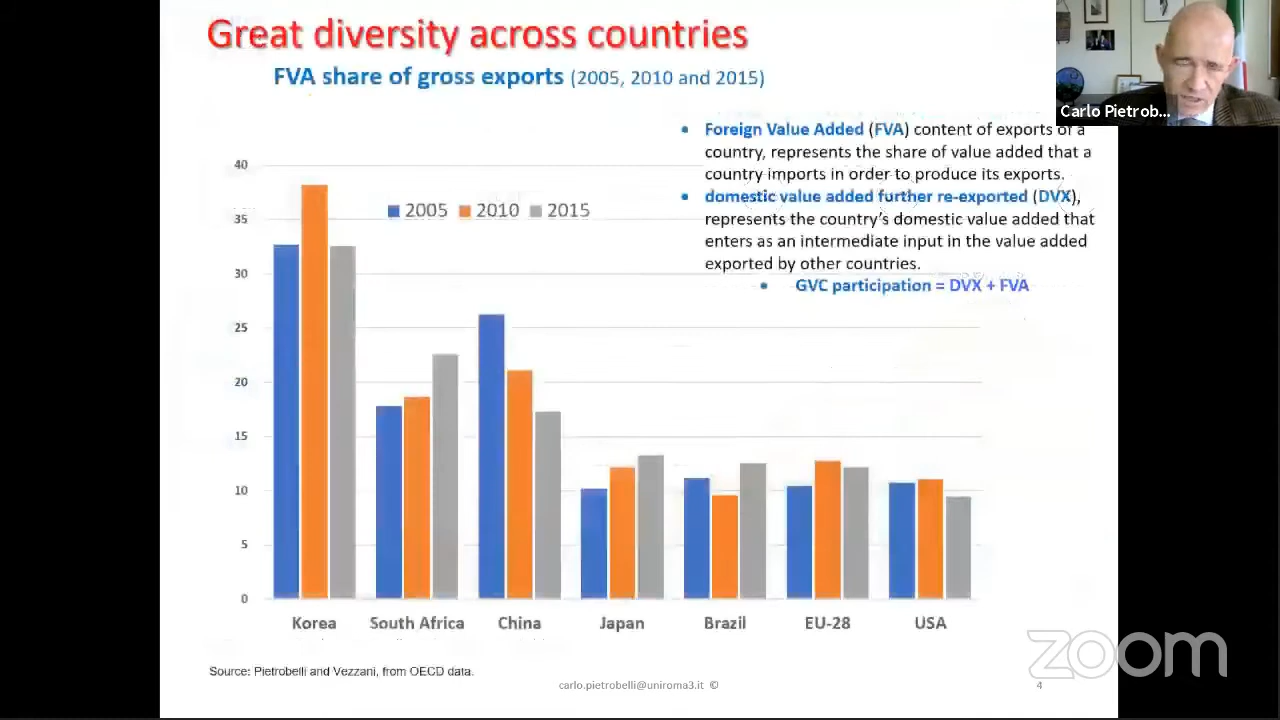 Great diversity across countries
FVA share of gross exports (2005, 2010 and 2015)
Carlo Pietrob...
• Foreign Value Added (FVA) content of exports of a
country, represents the share of value added that a
country imports in order to produce its exports.
• domestic value added further re-exported (DVX),
represents the country's domestic value added that
enters as an intermediate input in the value added
exported by other countries.
• GVC participation = DVX + FVA
2005 2010 2015
40
35
30
25
20
15
10
5
0
Korea South Africa China Japan Brazil EU-28 USA
Source: Pietrobelli and Vezzani, from OECD data.
carlo.pietrobelli@uniroma3.it ©
4
zoom